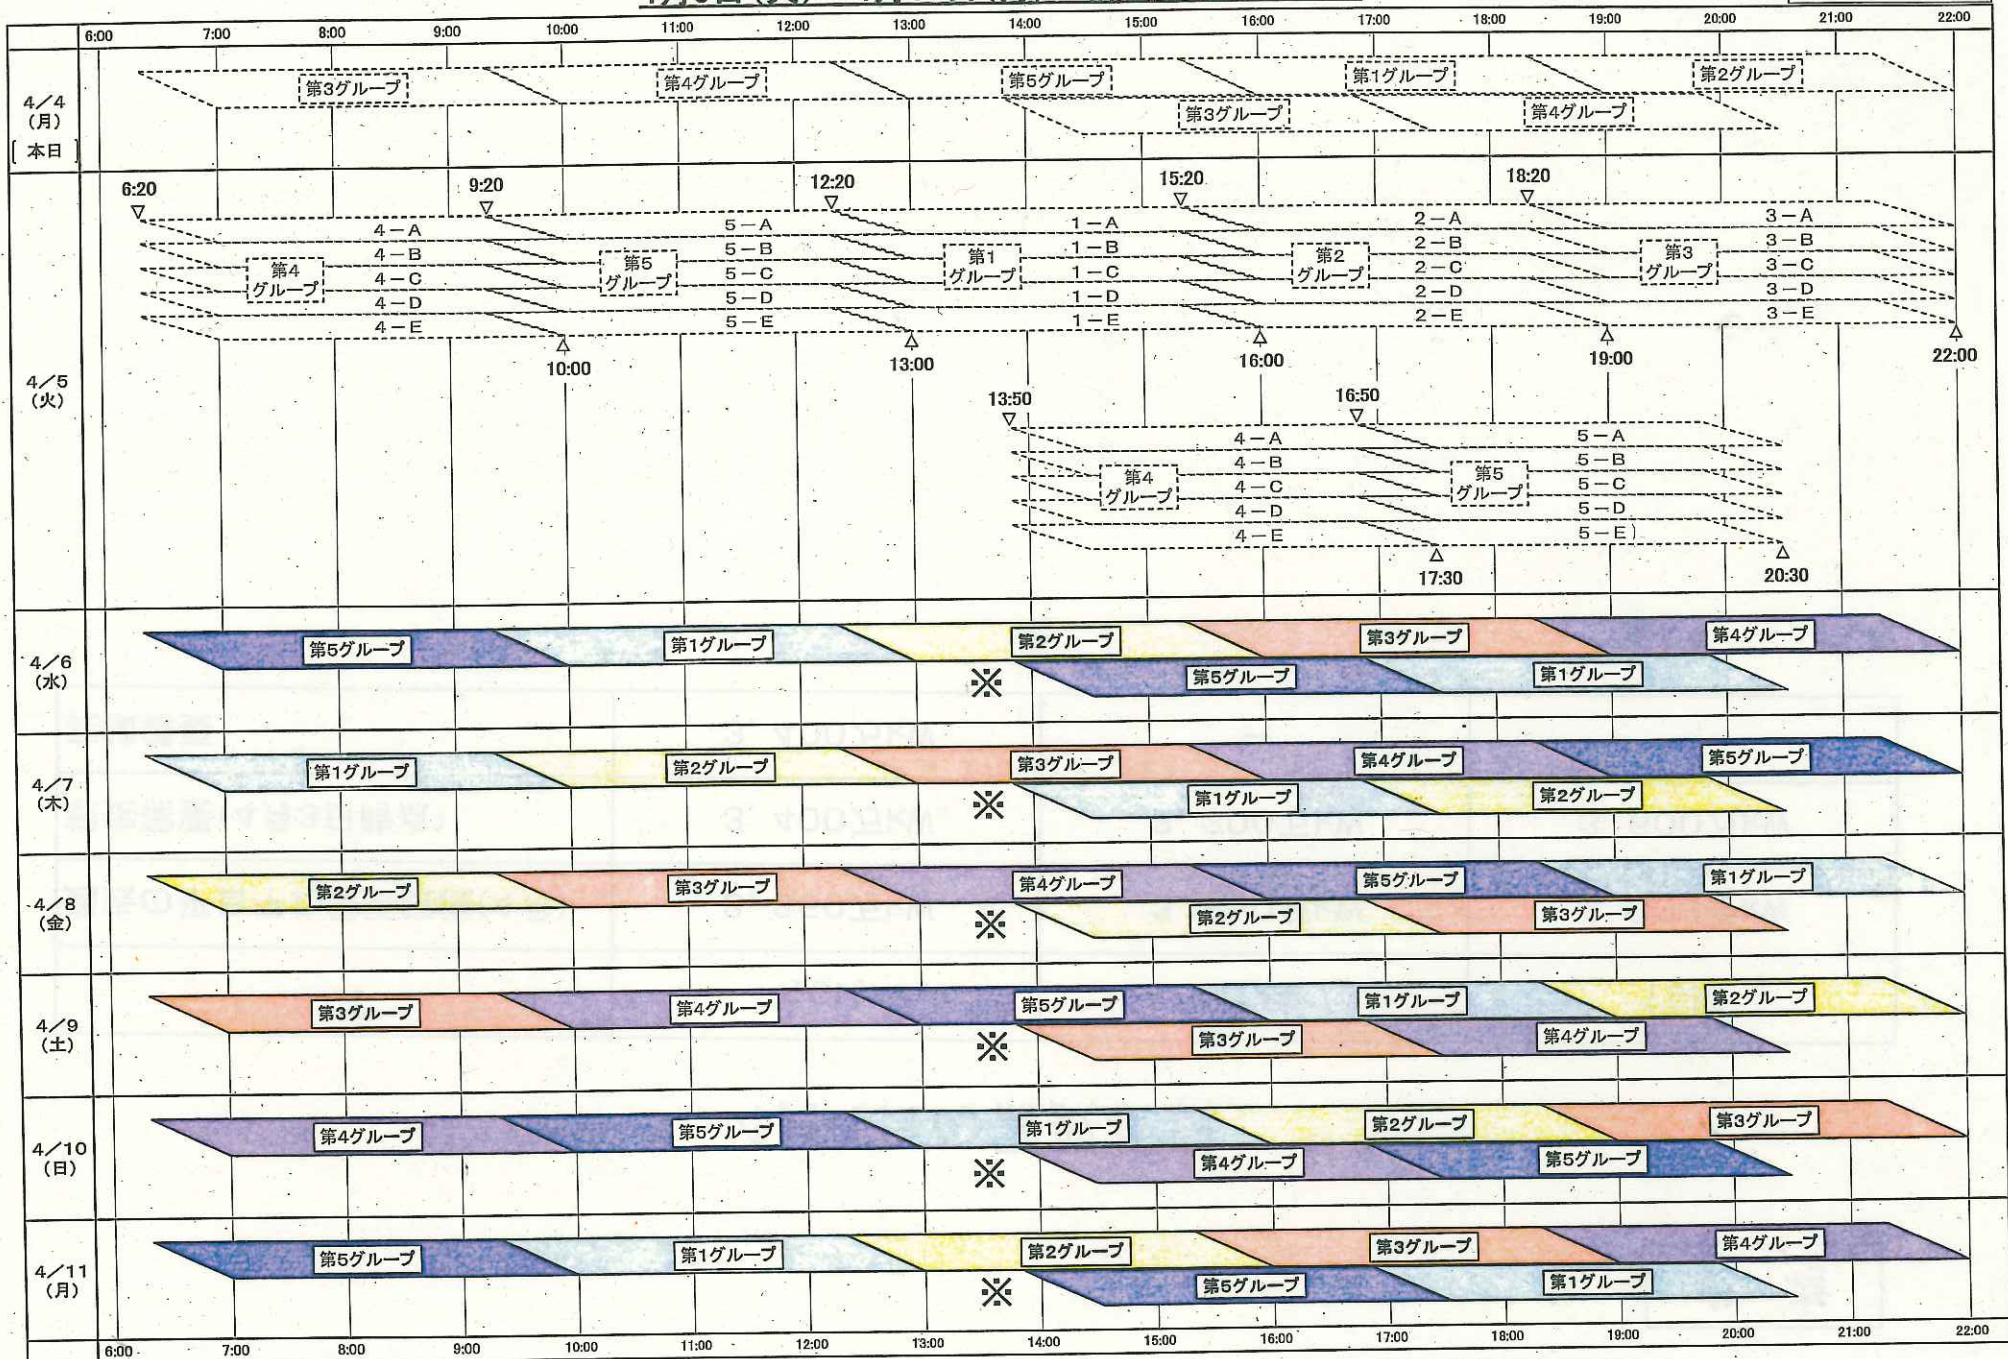 6:00 7:00 8:00 9:00 10:00 11:00 12:00 13:00 14:00 15:00 16:00 17:00 18:00 19:00 20:00 21:00 22:00
4/4
(月)
[本日]
第3グループ 第4グループ 第5グループ 第1グループ 第2グループ
第3グループ 第4グループ
4/5
(火)
6:20 9:20 12:20 15:20 18:20
4-A 5-A 1-A 2-A 3-A
4-B 5-B 1-B 2-B 3-B
第4
グループ
第5
グループ
第1
グループ
第2
グループ
第3
グループ
4-C 5-C 1-C 2-C 3-C
4-D 5-D 1-D 2-D 3-D
4-E 5-E 1-E 2-E 3-E
10:00 13:00 16:00 19:00 22:00
13:50 16:50
4-A 5-A
4-B 5-B
第4
グループ
第5
グループ
4-C 5-C
4-D 5-D
4-E 5-E
17:30 20:30
4/6
(水)
第5グループ 第1グループ 第2グループ 第3グループ 第4グループ
※ 第5グループ 第1グループ
4/7
(木)
第1グループ 第2グループ 第3グループ 第4グループ 第5グループ
※ 第1グループ 第2グループ
4/8
(金)
第2グループ 第3グループ 第4グループ 第5グループ 第1グループ
※ 第2グループ 第3グループ
4/9
(土)
第3グループ 第4グループ 第5グループ 第1グループ 第2グループ
※ 第3グループ 第4グループ
4/10
(日)
第4グループ 第5グループ 第1グループ 第2グループ 第3グループ
※ 第4グループ 第5グループ
4/11
(月)
第5グループ 第1グループ 第2グループ 第3グループ 第4グループ
※ 第5グループ 第1グループ
6:00 7:00 8:00 9:00 10:00 11:00 12:00 13:00 14:00 15:00 16:00 17:00 18:00 19:00 20:00 21:00 22:00